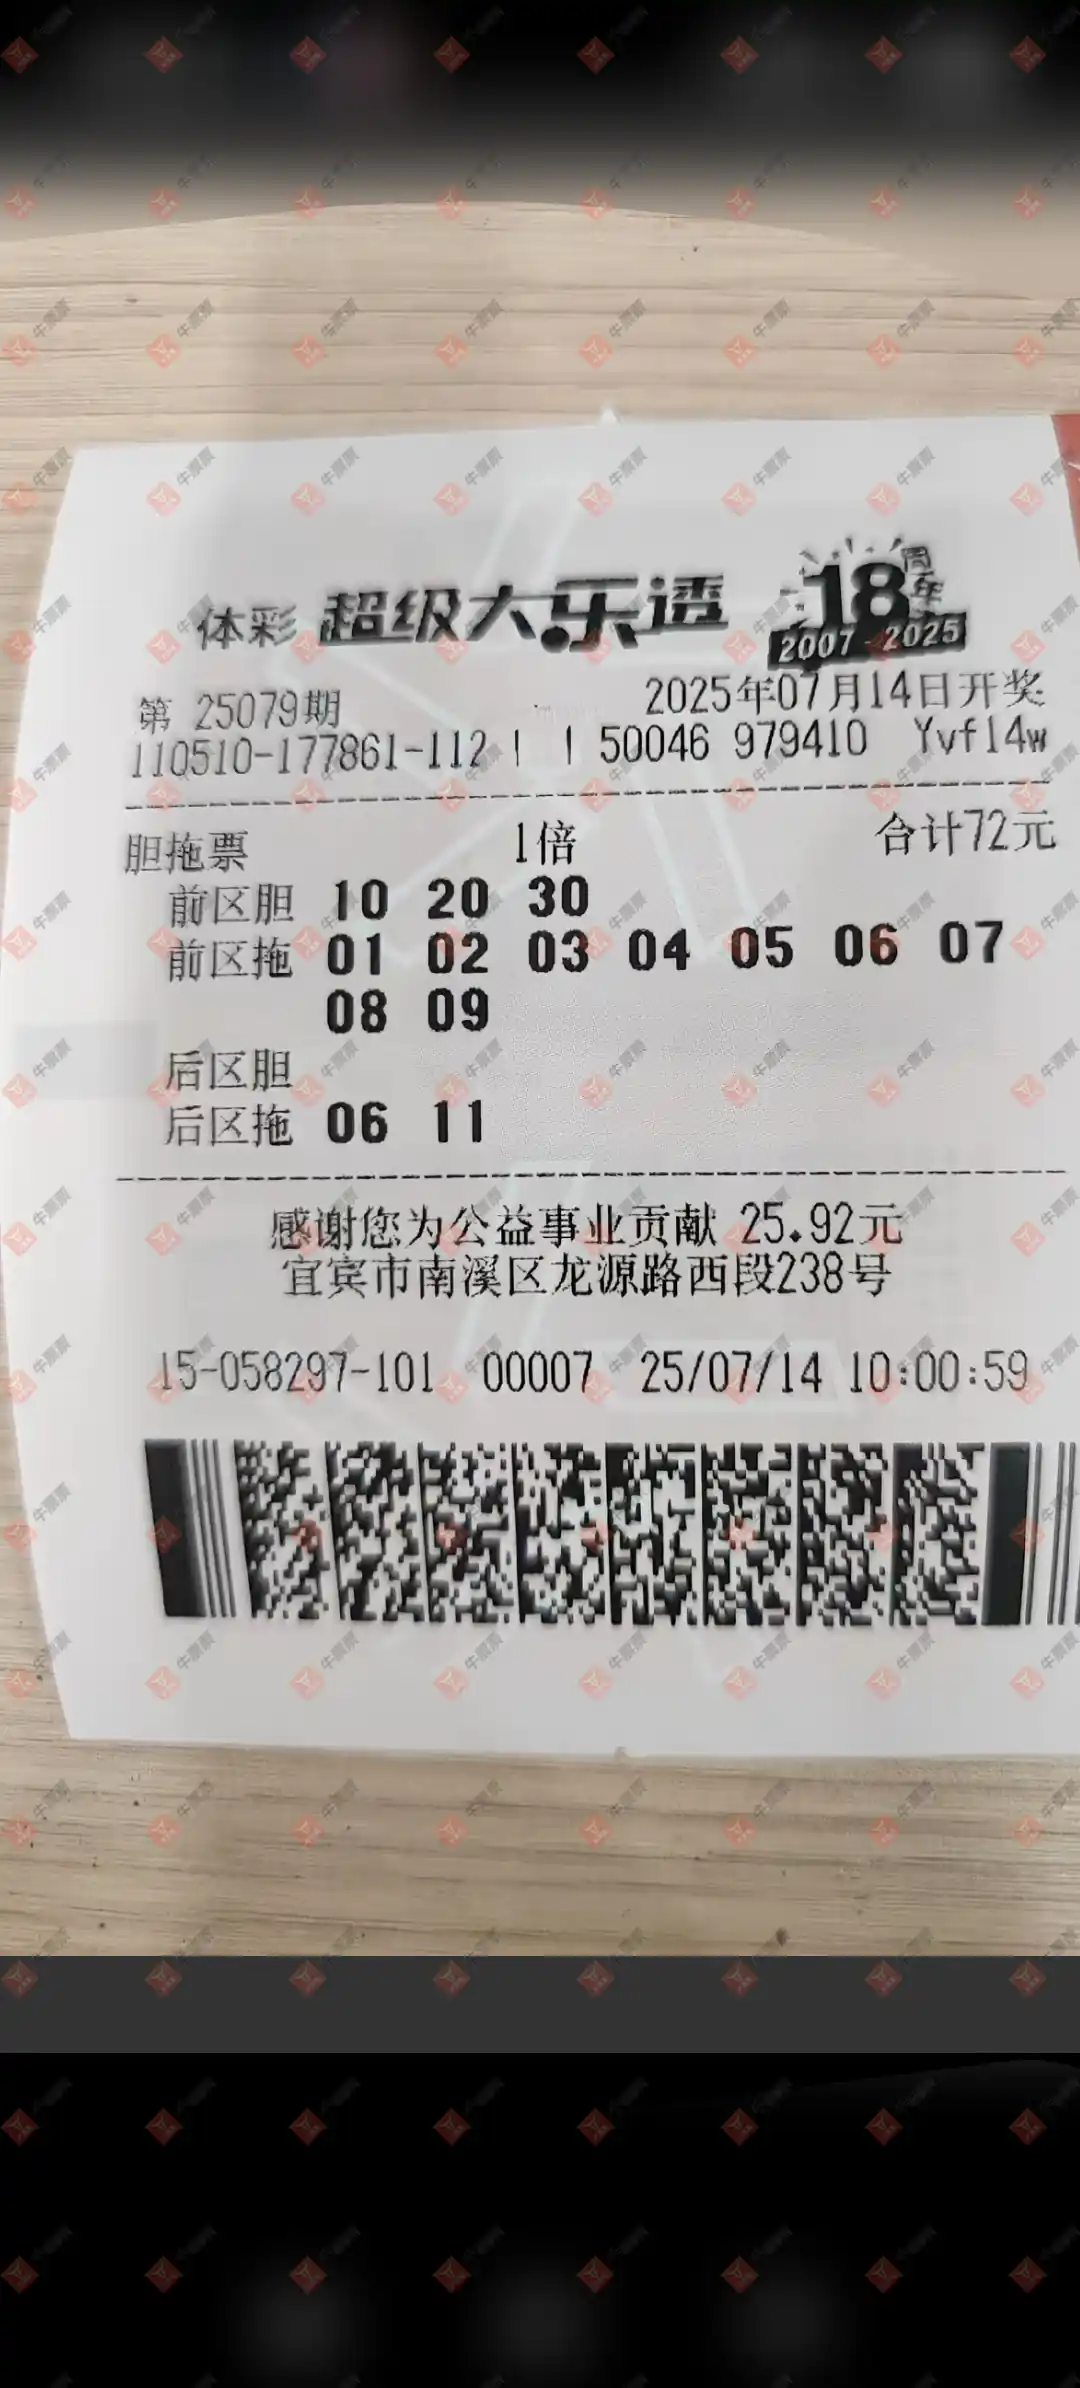 体彩 超级大乐透 18周年
2007-2025
第 25079期 2025年07月14日开奖
110510-177861-112 | | 50046 979410 Yvf14w
胆拖票 1倍 合计72元
前区胆 10 20 30
前区拖 01 02 03 04 05 06 07
08 09
后区胆
后区拖 06 11
感谢您为公益事业贡献 25.92元
宜宾市南溪区龙源路西段238号
15-058297-101 00007 25/07/14 10:00:59